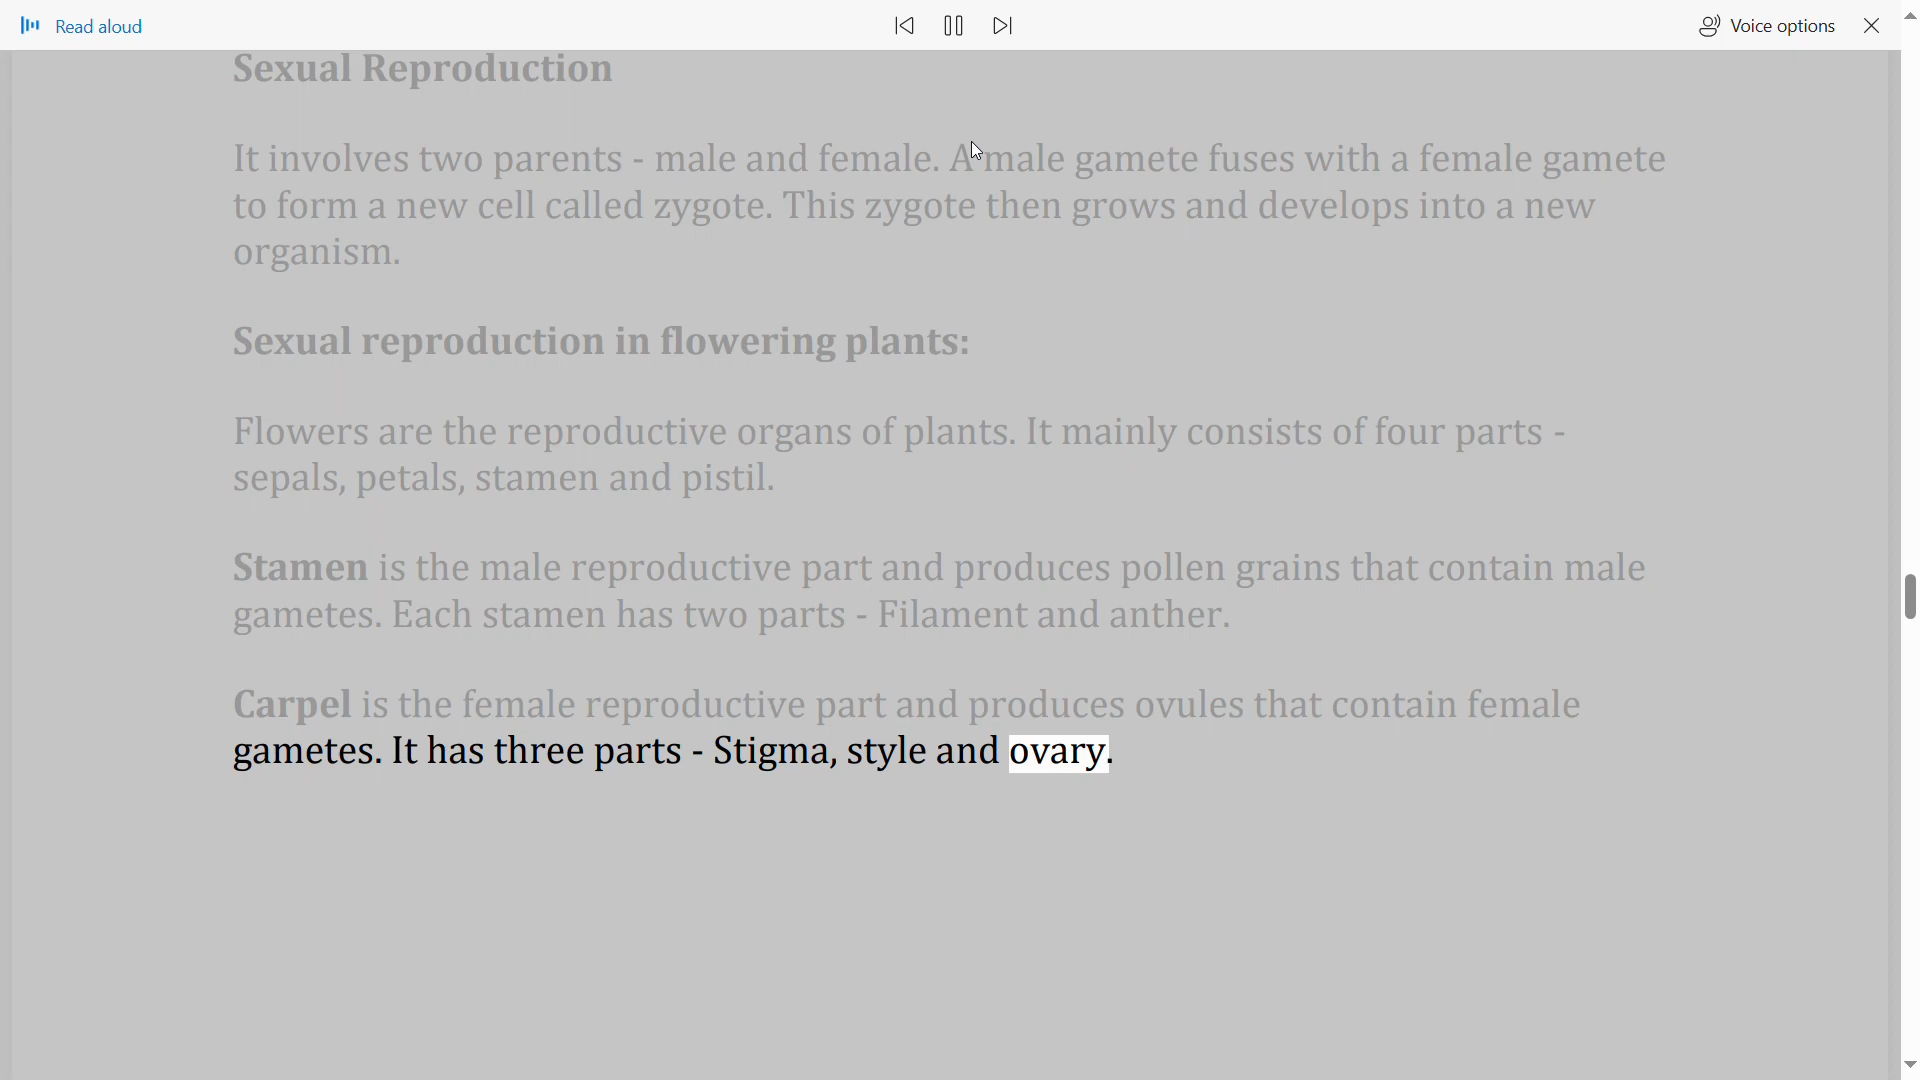 Read aloud
Voice options
Sexual Reproduction
It involves two parents - male and female. A male gamete fuses with a female gamete
to form a new cell called zygote. This zygote then grows and develops into a new
organism.
Sexual reproduction in flowering plants:
Flowers are the reproductive organs of plants. It mainly consists of four parts -
sepals, petals, stamen and pistil.
Stamen is the male reproductive part and produces pollen grains that contain male
gametes. Each stamen has two parts - Filament and anther.
Carpel is the female reproductive part and produces ovules that contain female
gametes. It has three parts - Stigma, style and ovary.